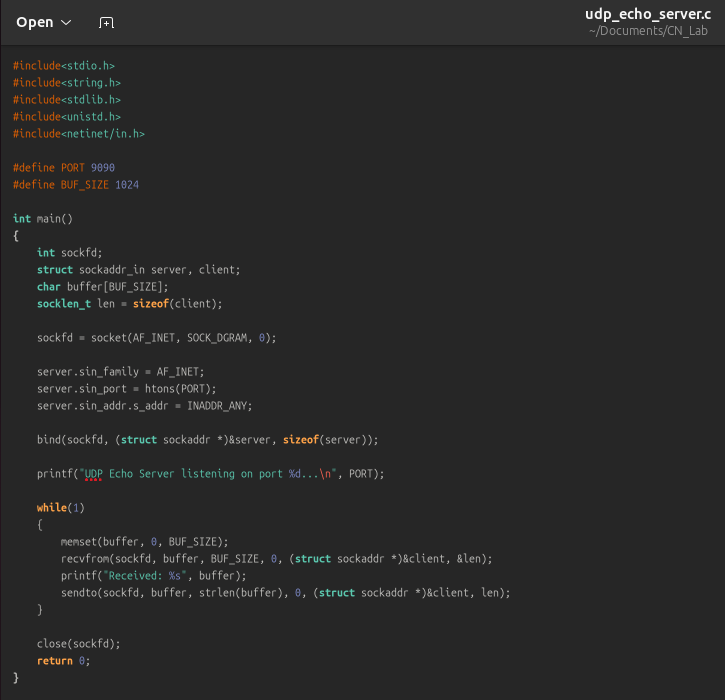 Open
udp_echo_server.c
~/Documents/CN_Lab
#include<stdio.h>
#include<string.h>
#include<stdlib.h>
#include<unistd.h>
#include<netinet/in.h>

#define PORT 9090
#define BUF_SIZE 1024

int main()
{
    int sockfd;
    struct sockaddr_in server, client;
    char buffer[BUF_SIZE];
    socklen_t len = sizeof(client);

    sockfd = socket(AF_INET, SOCK_DGRAM, 0);

    server.sin_family = AF_INET;
    server.sin_port = htons(PORT);
    server.sin_addr.s_addr = INADDR_ANY;

    bind(sockfd, (struct sockaddr *)&server, sizeof(server));

    printf("UDP Echo Server listening on port %d...\n", PORT);

    while(1)
    {
        memset(buffer, 0, BUF_SIZE);
        recvfrom(sockfd, buffer, BUF_SIZE, 0, (struct sockaddr *)&client, &len);
        printf("Received: %s", buffer);
        sendto(sockfd, buffer, strlen(buffer), 0, (struct sockaddr *)&client, len);
    }

    close(sockfd);
    return 0;
}